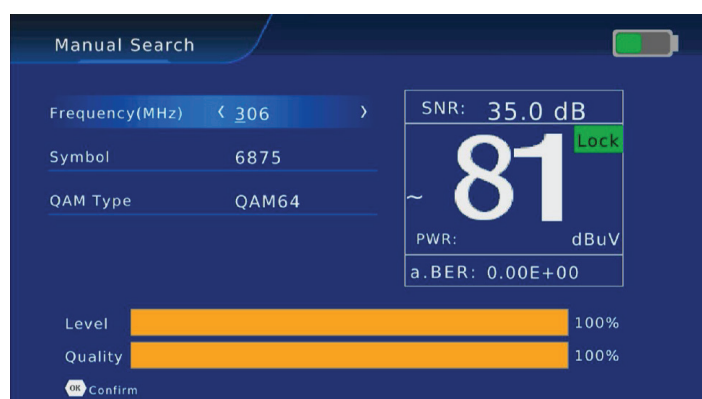 Manual Search
Frequency(MHz) < 306 >
Symbol 6875
QAM Type QAM64
SNR: 35.0 dB
Lock
~ 81
PWR: dBuV
a.BER: 0.00E+00
Level 100%
Quality 100%
OK Confirm